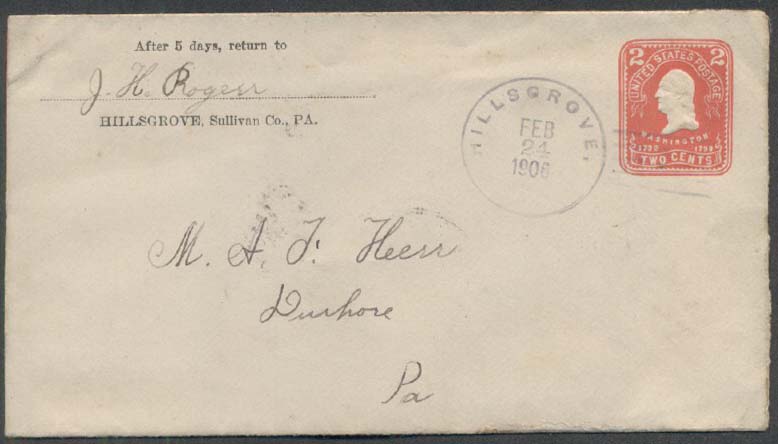 After 5 days, return to
J. H. Rogers
HILLSGROVE, Sullivan Co., PA.
HILLSGROVE,
FEB
24
1906
2 2
UNITED STATES POSTAGE
WASHINGTON
1732 1799
TWO CENTS
M. A. F. Heess
Dushore
Pa